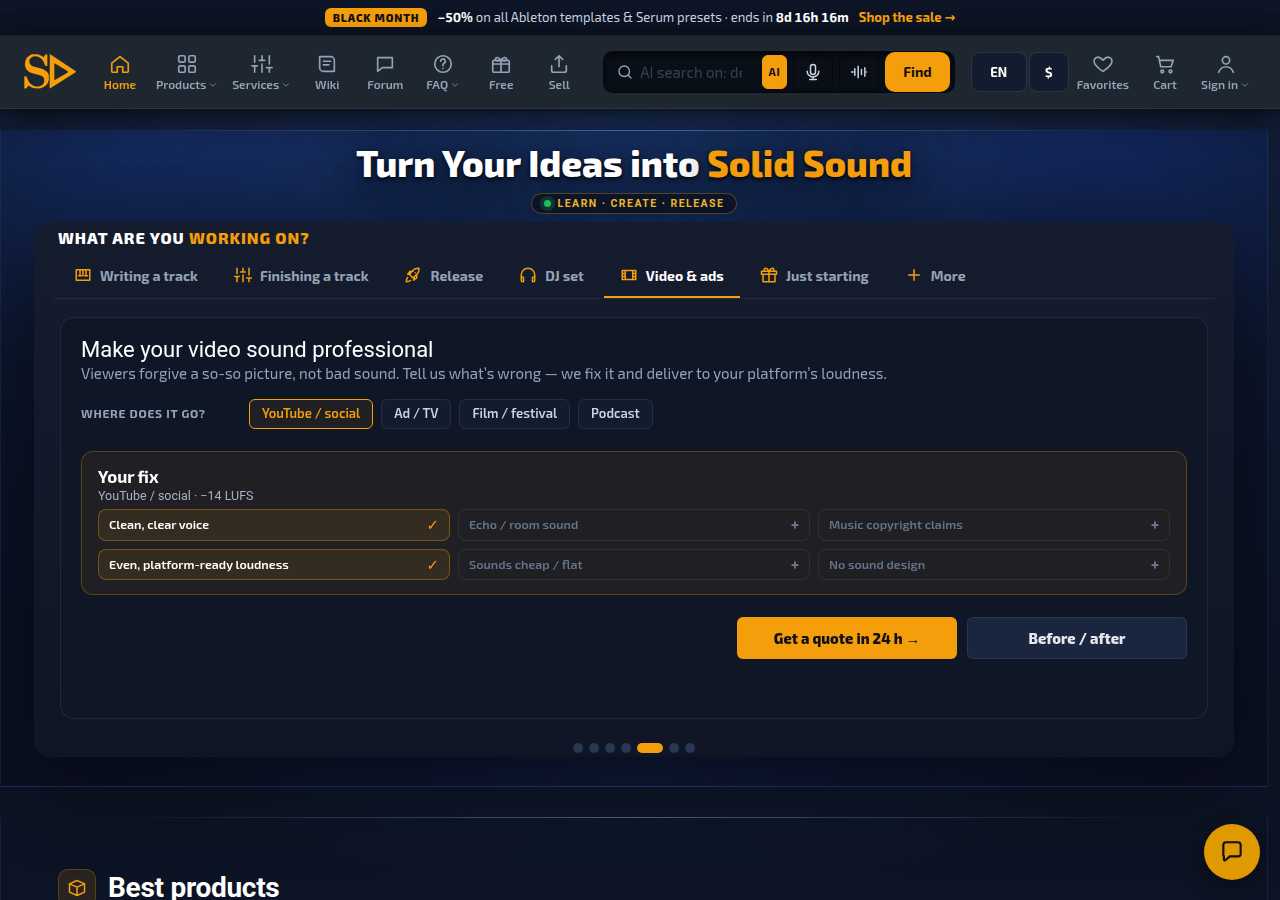 BLACK MONTH −50% on all Ableton templates & Serum presets · ends in 8d 16h 16m Shop the sale →
Home Products Services Wiki Forum FAQ Free Sell AI search on: AI Find EN $ Favorites Cart Sign in
Turn Your Ideas into Solid Sound
LEARN · CREATE · RELEASE
WHAT ARE YOU WORKING ON?
Writing a track Finishing a track Release DJ set Video & ads Just starting More
Make your video sound professional
Viewers forgive a so-so picture, not bad sound. Tell us what's wrong — we fix it and deliver to your platform's loudness.
WHERE DOES IT GO? YouTube / social Ad / TV Film / festival Podcast
Your fix
YouTube / social · −14 LUFS
Clean, clear voice ✓ Echo / room sound + Music copyright claims +
Even, platform-ready loudness ✓ Sounds cheap / flat + No sound design +
Get a quote in 24 h → Before / after
Best products